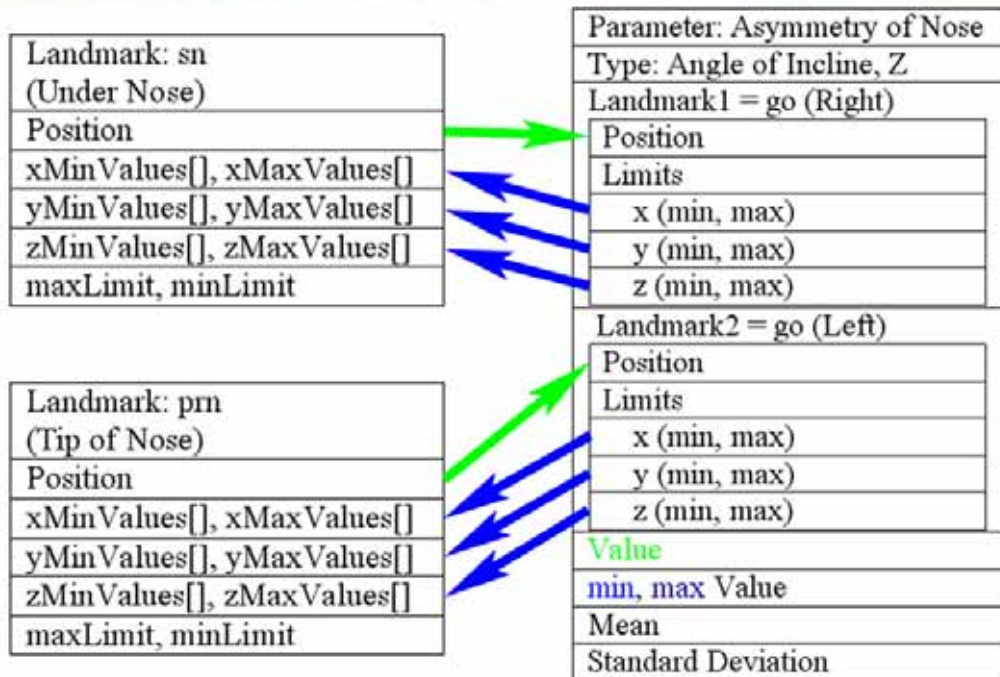 Landmark: sn
(Under Nose)
Position
xMinValues[], xMaxValues[]
yMinValues[], yMaxValues[]
zMinValues[], zMaxValues[]
maxLimit, minLimit
Landmark: prn
(Tip of Nose)
Position
xMinValues[], xMaxValues[]
yMinValues[], yMaxValues[]
zMinValues[], zMaxValues[]
maxLimit, minLimit
Parameter: Asymmetry of Nose
Type: Angle of Incline, Z
Landmark1 = go (Right)
Position
Limits
x (min, max)
y (min, max)
z (min, max)
Landmark2 = go (Left)
Position
Limits
x (min, max)
y (min, max)
z (min, max)
Value
min, max Value
Mean
Standard Deviation